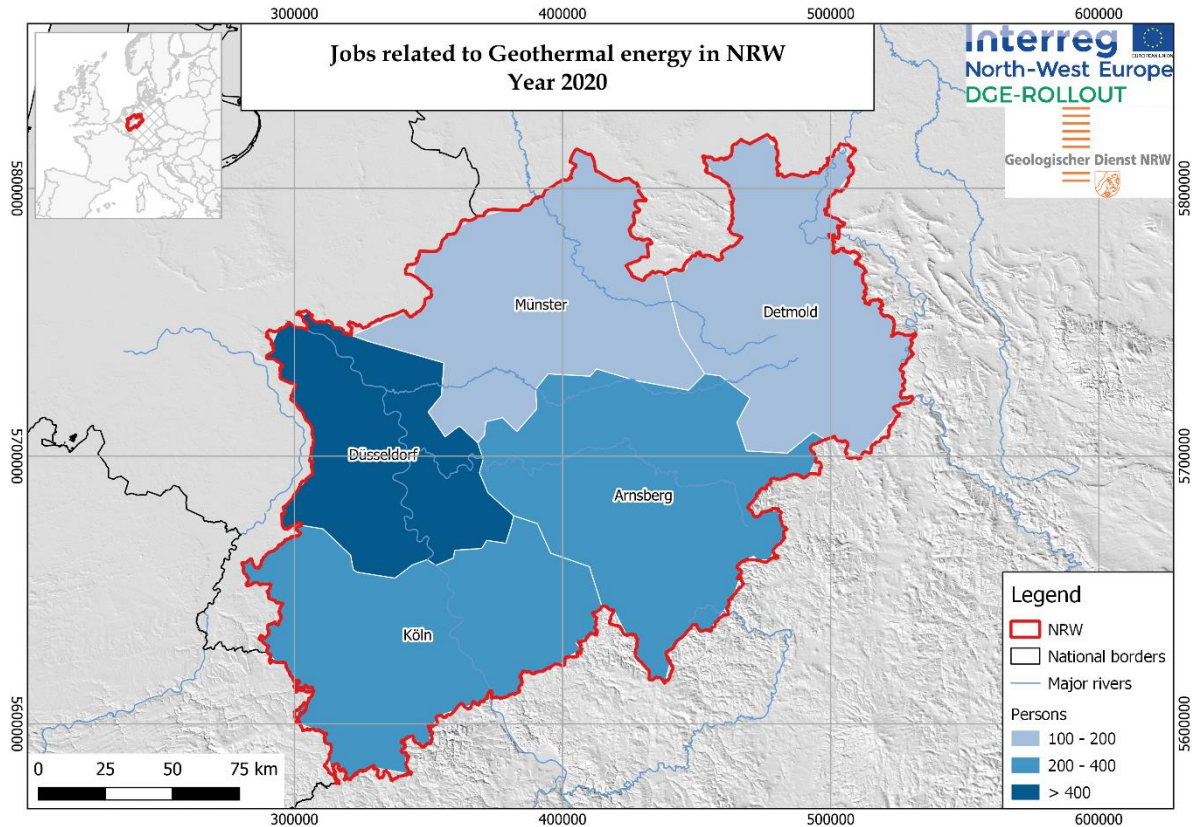 300000
400000
500000
600000
Jobs related to Geothermal energy in NRW
Year 2020
Interreg
EUROPEAN UNION
North-West Europe
DGE-ROLLOUT
Geologischer Dienst NRW
5800000
5800000
Münster
Detmold
5700000
Düsseldorf
5700000
Arnsberg
Köln
Legend
NRW
National borders
Major rivers
Persons
100 - 200
200 - 400
> 400
5600000
5600000
0 25 50 75 km
300000
400000
500000
600000